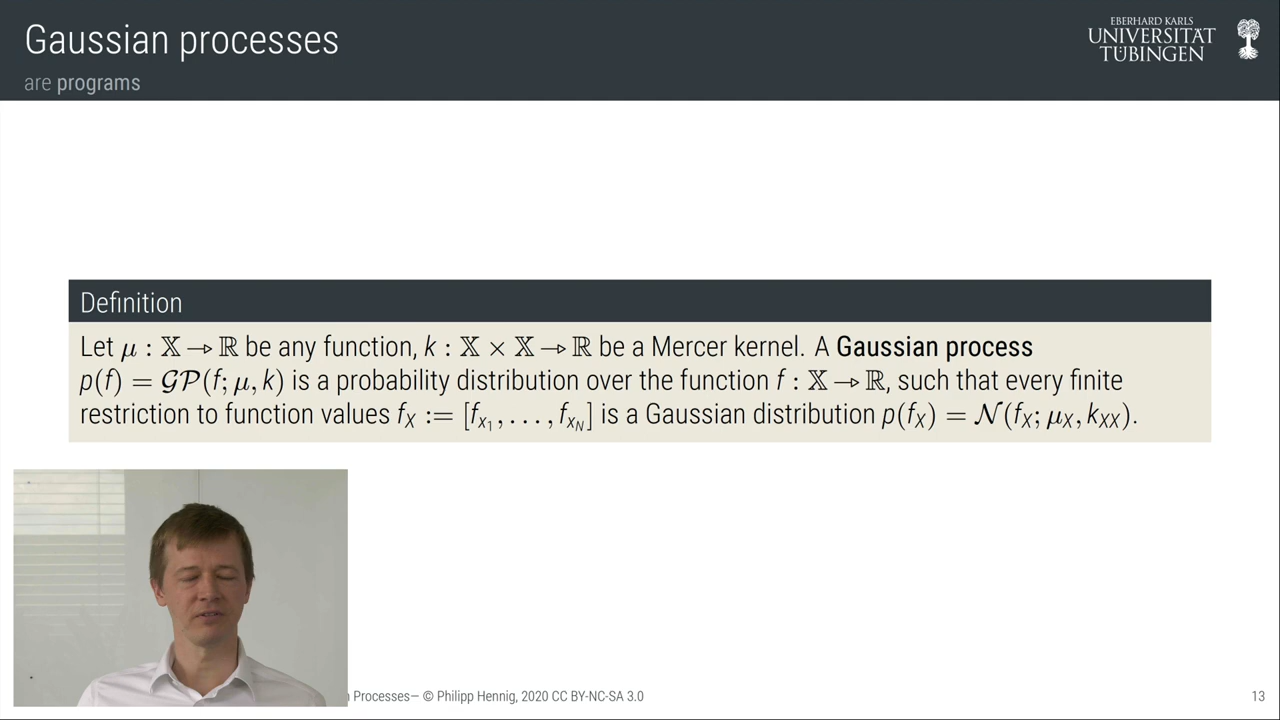 Gaussian processes
are programs
EBERHARD KARLS
UNIVERSITÄT
TÜBINGEN
Definition
Let μ : 𝕏 → ℝ be any function, k : 𝕏 × 𝕏 → ℝ be a Mercer kernel. A Gaussian process
p(f) = 𝒢𝒫(f; μ, k) is a probability distribution over the function f : 𝕏 → ℝ, such that every finite
restriction to function values f_X := [f_{x_1}, . . . , f_{x_N}] is a Gaussian distribution p(f_X) = 𝒩(f_X; μ_X, k_{XX}).
Processes— © Philipp Hennig, 2020 CC BY-NC-SA 3.0
13